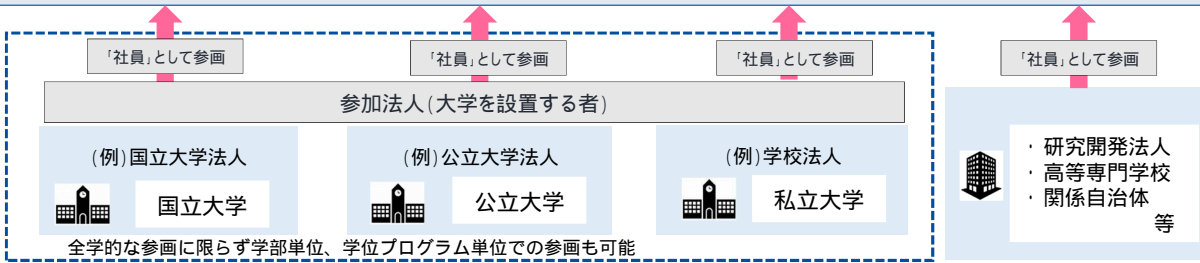 「社員」として参画
「社員」として参画
「社員」として参画
「社員」として参画
参加法人(大学を設置する者)
(例)国立大学法人
(例)公立大学法人
(例)学校法人
国立大学
公立大学
私立大学
・研究開発法人
・高等専門学校
・関係自治体
等
全学的な参画に限らず学部単位、学位プログラム単位での参画も可能